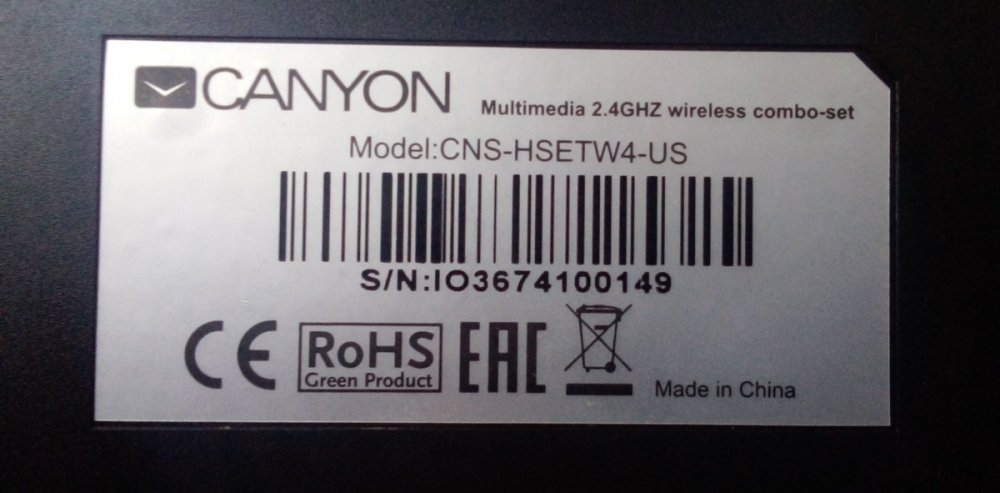 CANYON Multimedia 2.4GHZ wireless combo-set
Model:CNS-HSETW4-US
S/N:IO3674100149
CE RoHS EAC
Green Product
Made in China